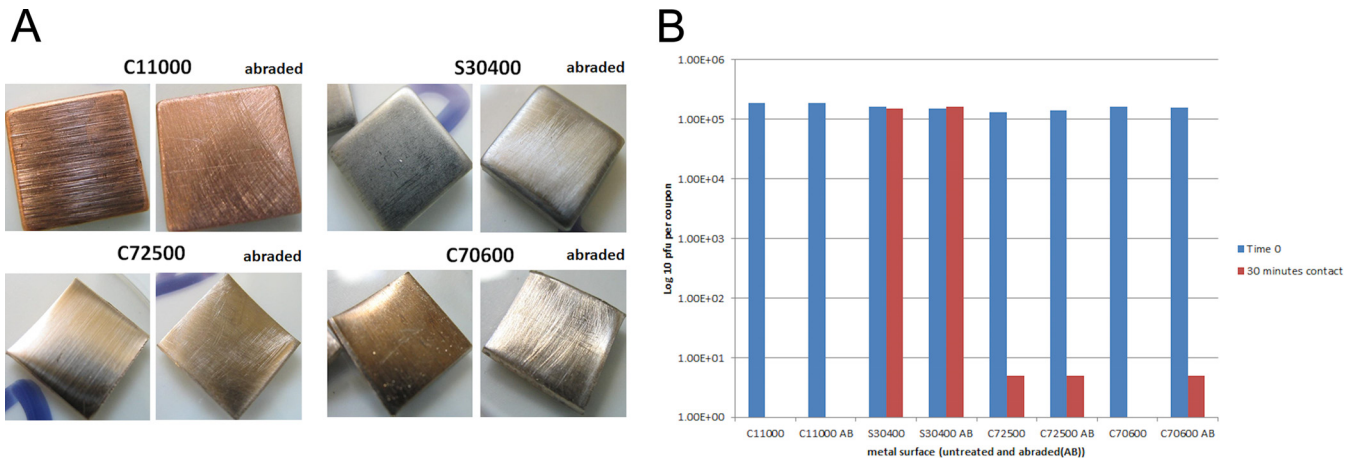 A
C11000 abraded
S30400 abraded
C72500 abraded
C70600 abraded
B
1.00E+06
1.00E+05
1.00E+04
1.00E+03
1.00E+02
1.00E+01
1.00E+00
Log 10 pfu per coupon
C11000 C11000 AB S30400 S30400 AB C72500 C72500 AB C70600 C70600 AB
metal surface (untreated and abraded(AB))
Time 0
30 minutes contact